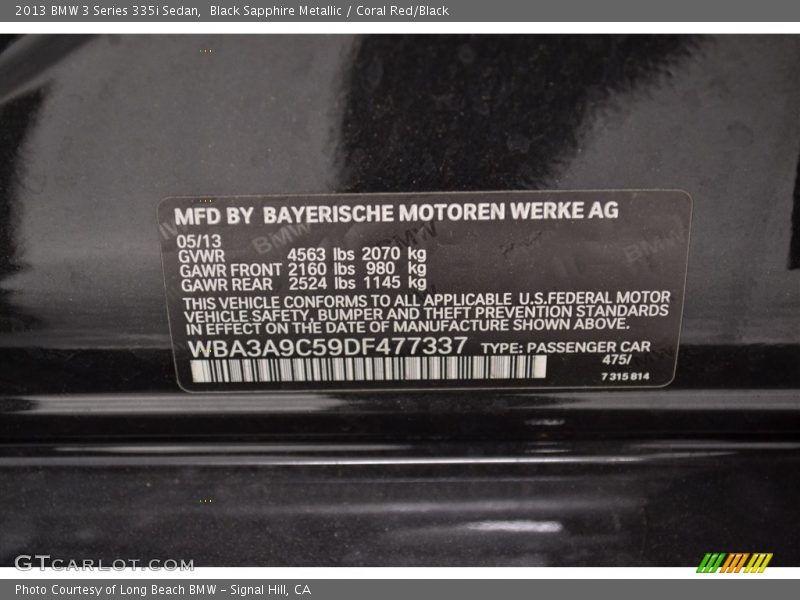 2013 BMW 3 Series 335i Sedan,  Black Sapphire Metallic / Coral Red/Black
MFD BY BAYERISCHE MOTOREN WERKE AG
05/13
GVWR 4563 lbs 2070 kg
GAWR FRONT 2160 lbs 980 kg
GAWR REAR 2524 lbs 1145 kg
THIS VEHICLE CONFORMS TO ALL APPLICABLE U.S.FEDERAL MOTOR
VEHICLE SAFETY, BUMPER AND THEFT PREVENTION STANDARDS
IN EFFECT ON THE DATE OF MANUFACTURE SHOWN ABOVE.
WBA3A9C59DF477337 TYPE: PASSENGER CAR
475/
7 315 814
GTCARLOT.COM
Photo Courtesy of Long Beach BMW - Signal Hill, CA